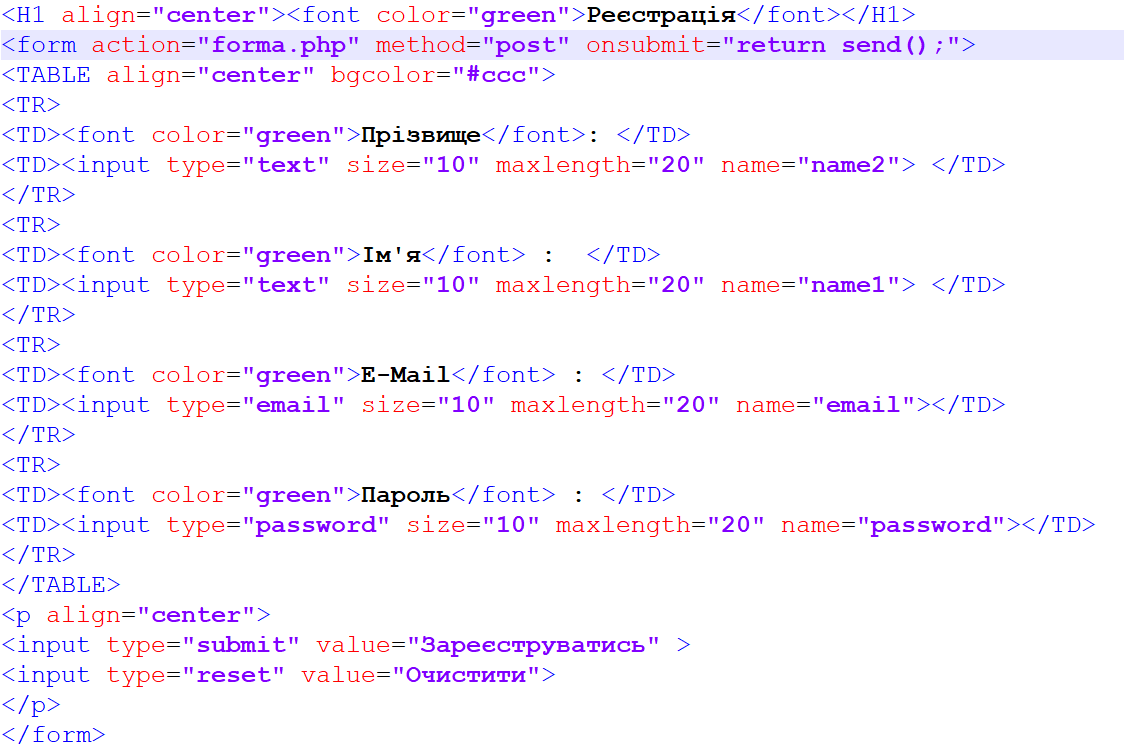 <H1 align="center"><font color="green">Реєстрація</font></H1>
<form action="forma.php" method="post" onsubmit="return send();">
<TABLE align="center" bgcolor="#ccc">
<TR>
<TD><font color="green">Прізвище</font>: </TD>
<TD><input type="text" size="10" maxlength="20" name="name2"> </TD>
</TR>
<TR>
<TD><font color="green">Ім'я</font> :  </TD>
<TD><input type="text" size="10" maxlength="20" name="name1"> </TD>
</TR>
<TR>
<TD><font color="green">E-Mail</font> : </TD>
<TD><input type="email" size="10" maxlength="20" name="email"></TD>
</TR>
<TR>
<TD><font color="green">Пароль</font> : </TD>
<TD><input type="password" size="10" maxlength="20" name="password"></TD>
</TR>
</TABLE>
<p align="center">
<input type="submit" value="Зареєструватись" >
<input type="reset" value="Очистити">
</p>
</form>